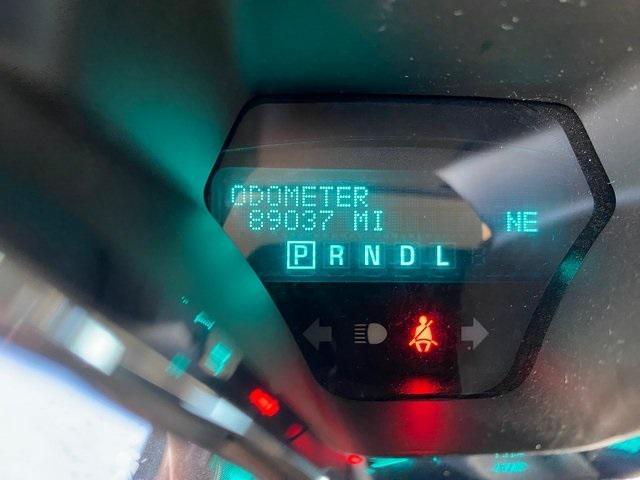 ODOMETER
89037 MI
NE
P R N D L